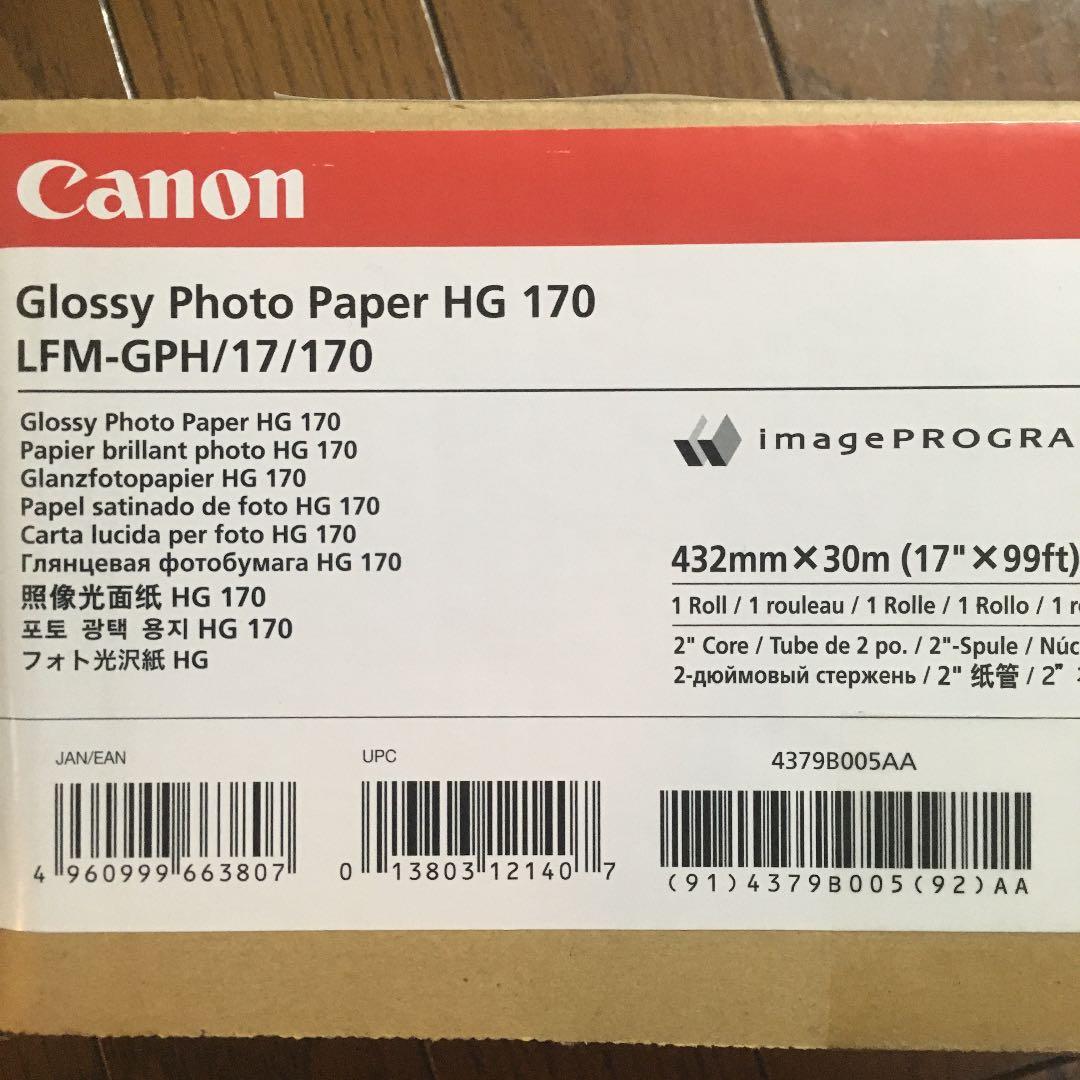 Canon
Glossy Photo Paper HG 170
LFM-GPH/17/170
Glossy Photo Paper HG 170
Papier brillant photo HG 170
Glanzfotopapier HG 170
Papel satinado de foto HG 170
Carta lucida per foto HG 170
Глянцевая фотобумага HG 170
照像光面纸 HG 170
포토 광택 용지 HG 170
フォト光沢紙 HG
imagePROGRA
432mm×30m (17"×99ft)
1 Roll / 1 rouleau / 1 Rolle / 1 Rollo / 1
2" Core / Tube de 2 po. / 2"-Spule /
2-дюймовый стержень / 2" 纸管 / 2"
JAN/EAN
4 960999 663807
UPC
0 13803 12140 7
4379B005AA
(91)4379B005(92)AA